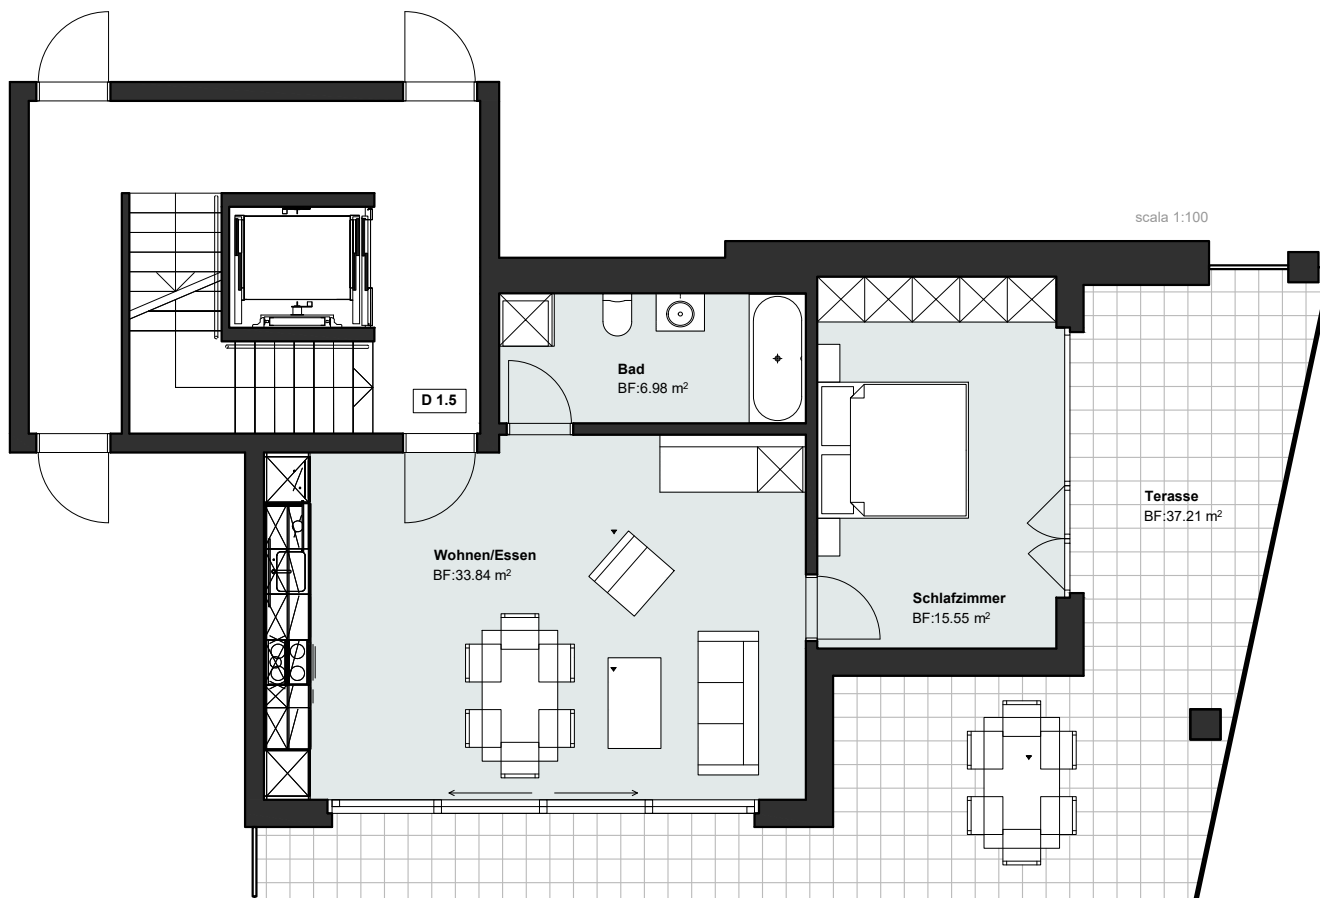 scala 1:100
Bad
BF:6.98 m²
D 1.5
Terasse
BF:37.21 m²
Wohnen/Essen
BF:33.84 m²
Schlafzimmer
BF:15.55 m²